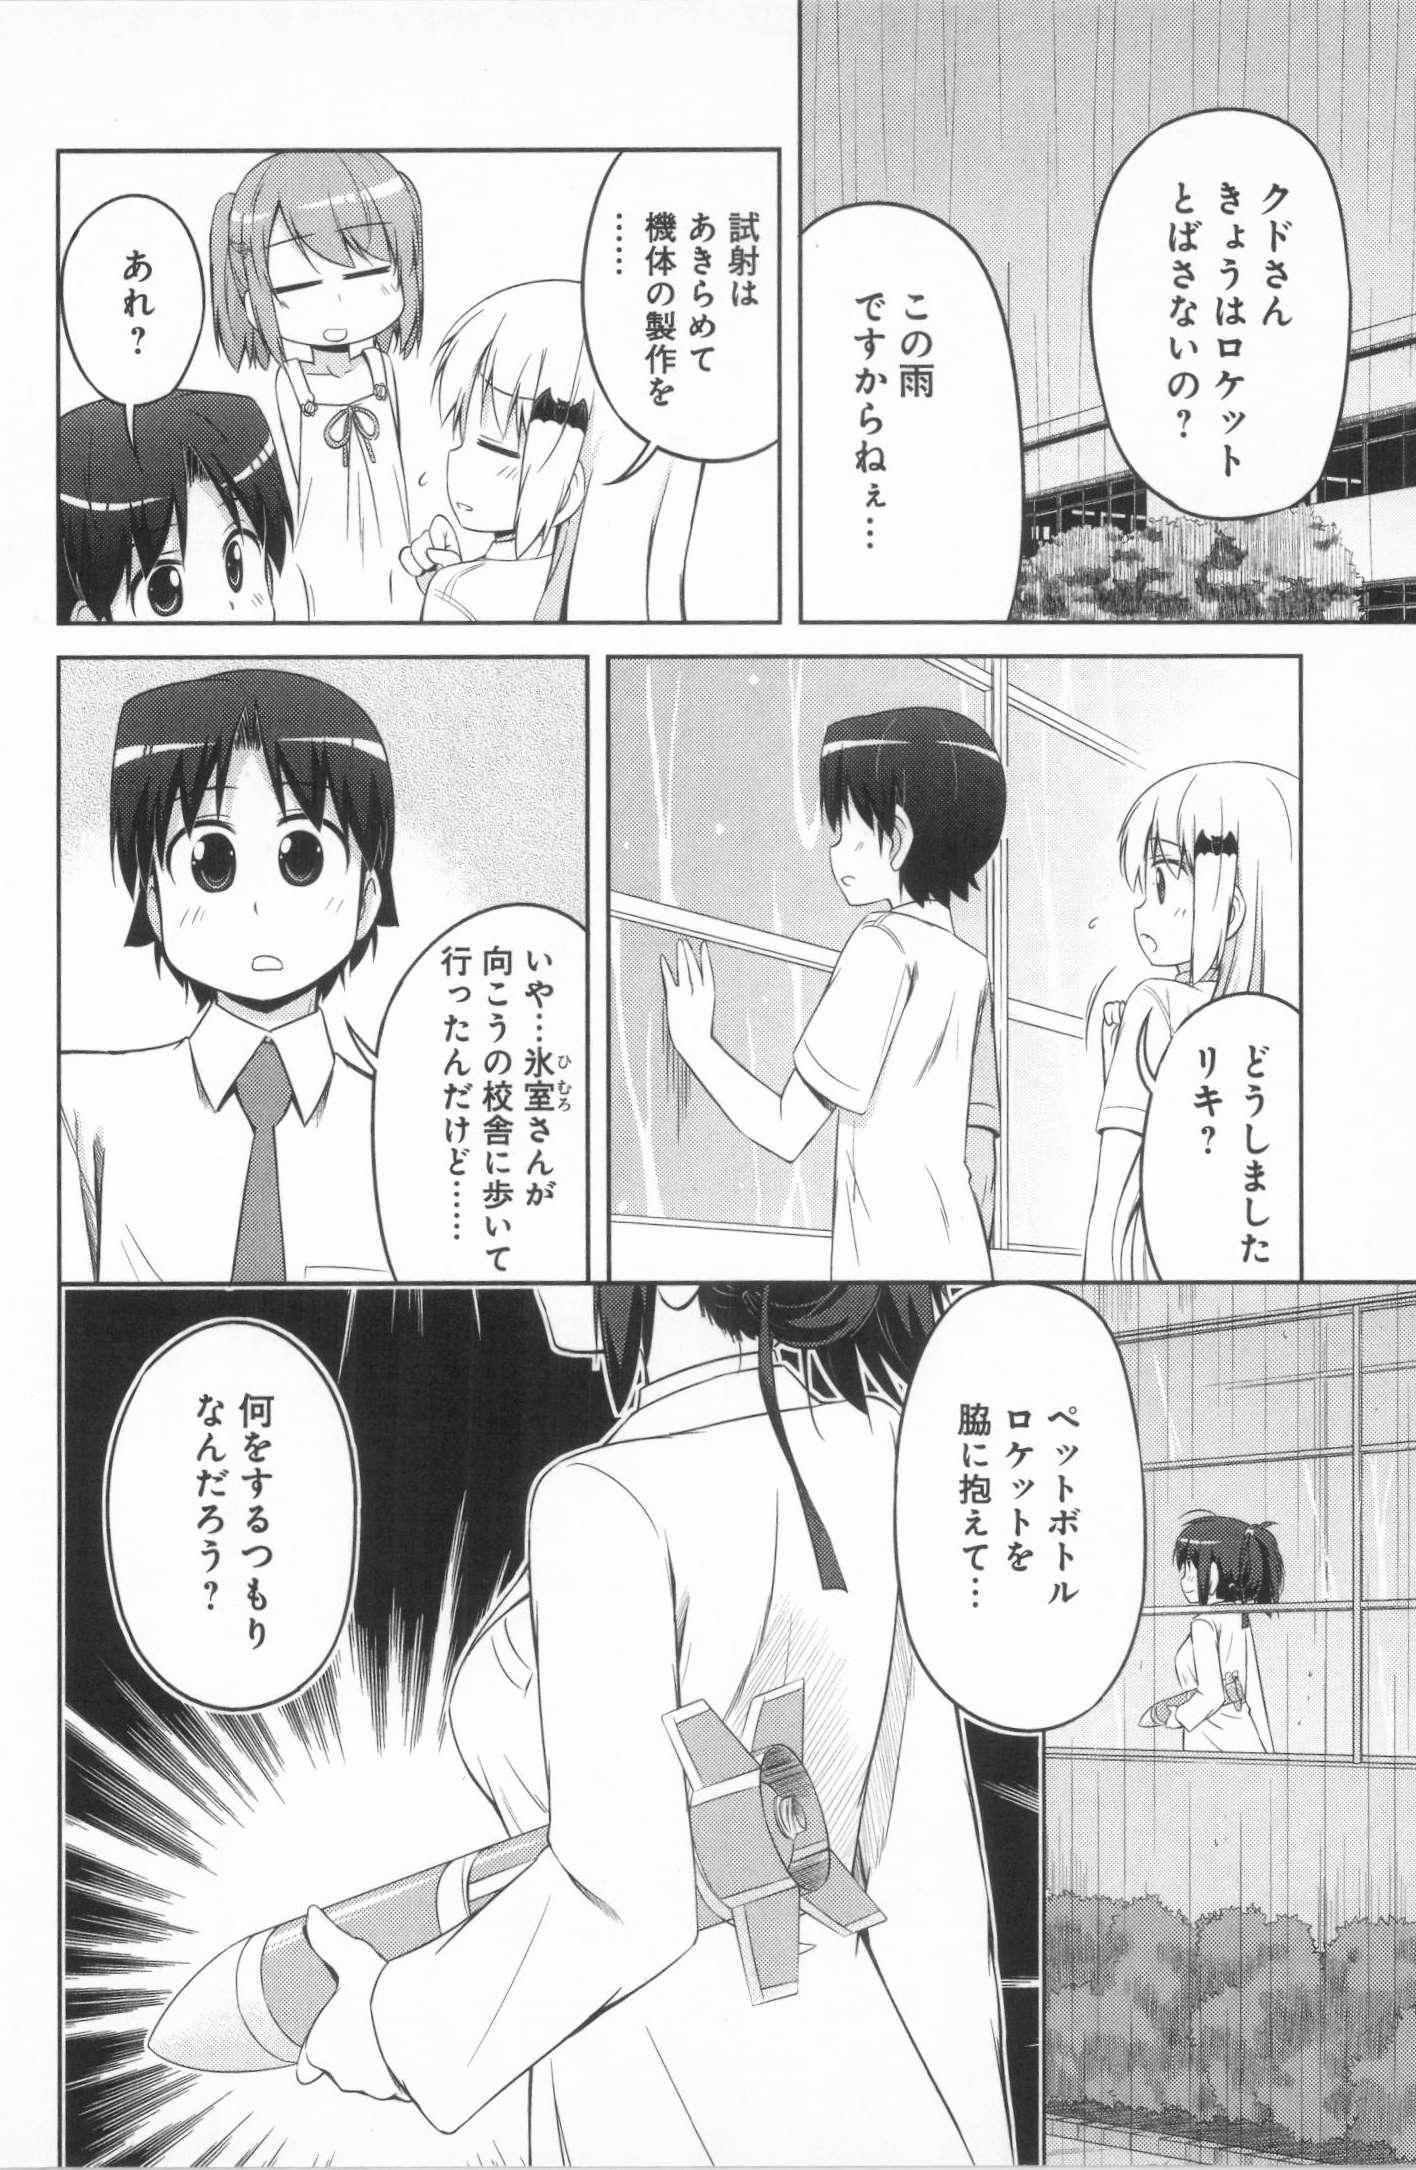 クドさん
きょうはロケット
とばさないの？
この雨
ですからねぇ…
試射は
あきらめて
機体の製作を
……
あれ？
どうしました
リキ？
いや…氷室さんが
ひむろ
向こうの校舎に歩いて
行ったんだけど……
ペットボトル
ロケットを
脇に抱えて…
何をするつもり
なんだろう？